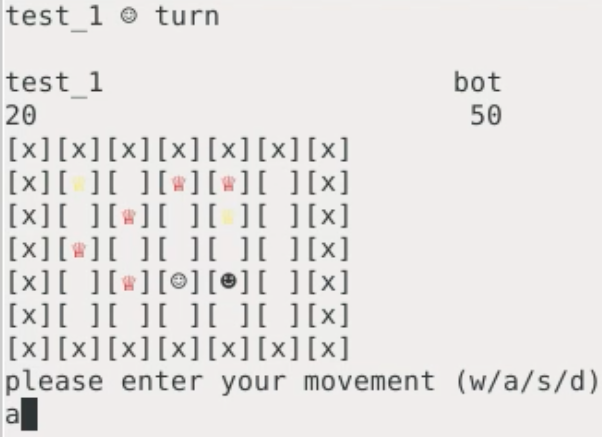 test_1 ☺ turn
test_1 bot
20 50
[x][x][x][x][x][x][x]
[x][♕][ ][♕][♕][ ][x]
[x][ ][♕][ ][♕][ ][x]
[x][♕][ ][ ][ ][ ][x]
[x][ ][♕][☺][☻][ ][x]
[x][ ][ ][ ][ ][ ][x]
[x][x][x][x][x][x][x]
please enter your movement (w/a/s/d)
a